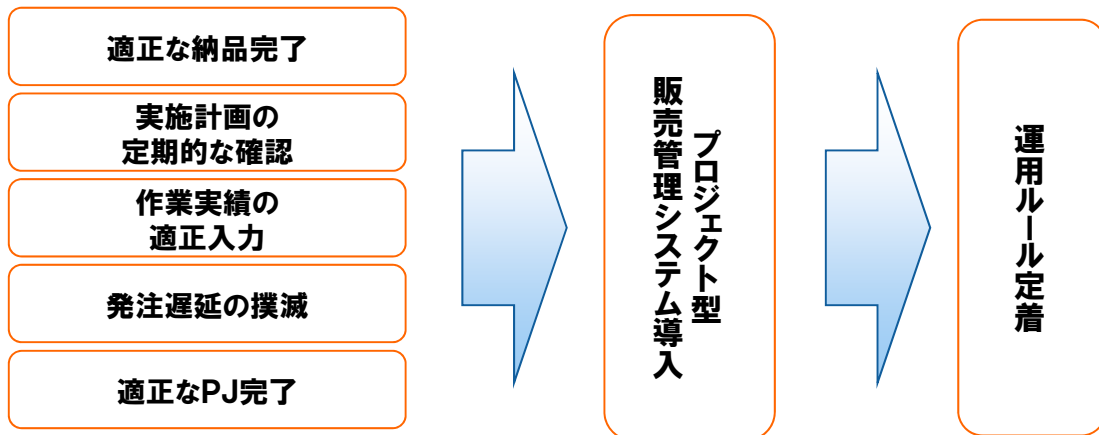 適正な納品完了
実施計画の
定期的な確認
作業実績の
適正入力
発注遅延の撲滅
適正なPJ完了
プロジェクト型
販売管理システム導入
運用ルール定着